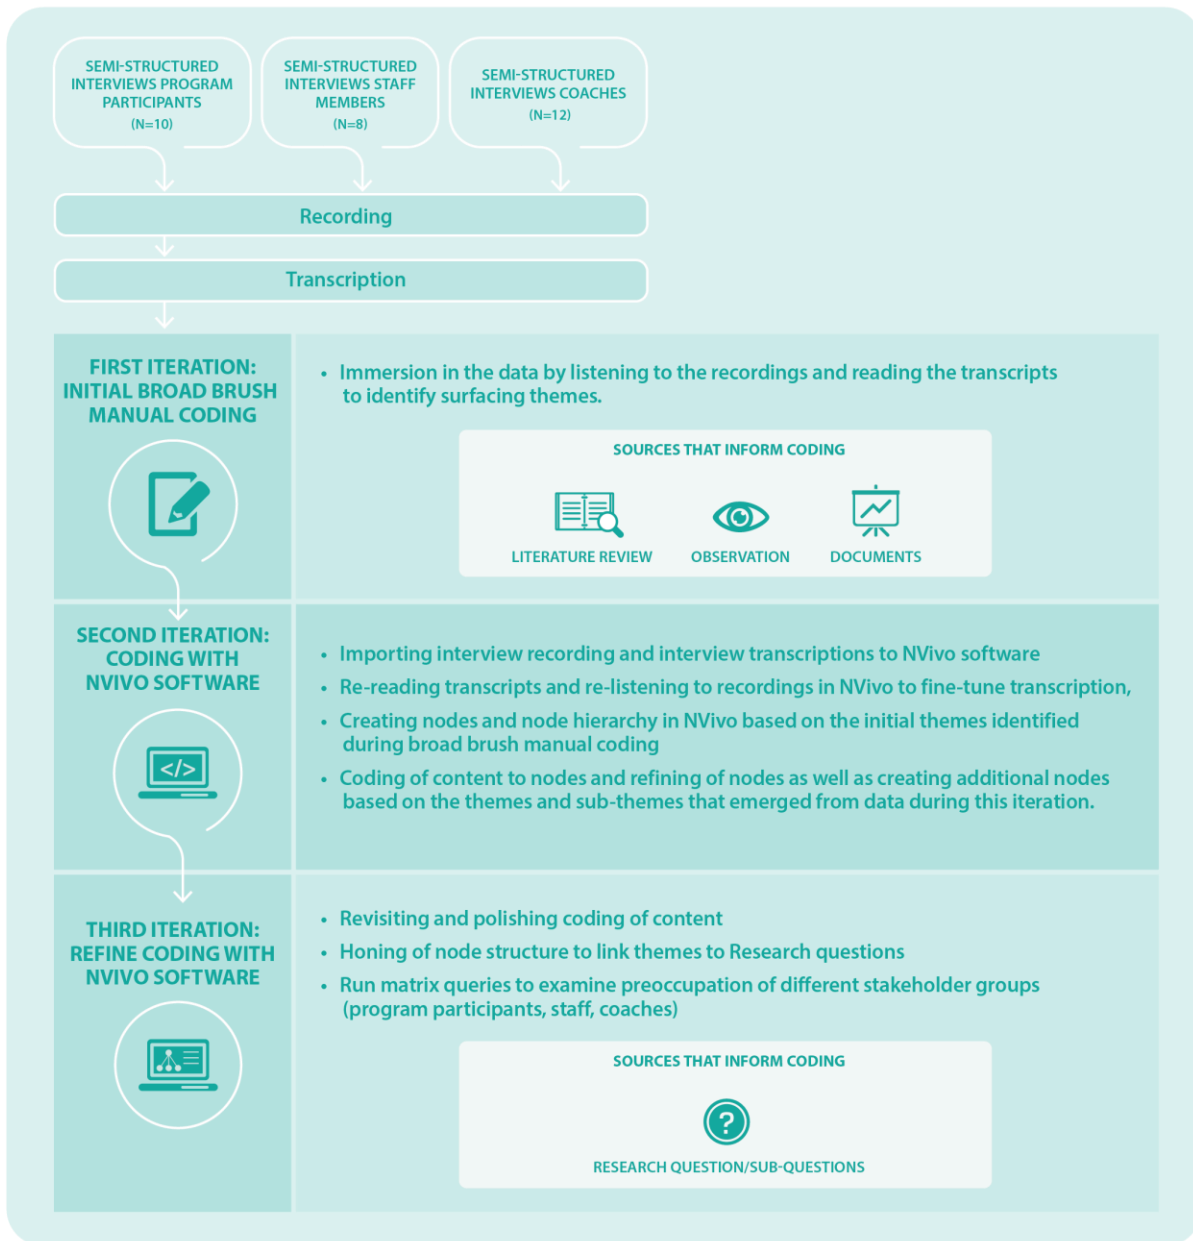 SEMI-STRUCTURED
INTERVIEWS PROGRAM
PARTICIPANTS
(N=10)
SEMI-STRUCTURED
INTERVIEWS STAFF
MEMBERS
(N=8)
SEMI-STRUCTURED
INTERVIEWS COACHES
(N=12)
Recording
Transcription
FIRST ITERATION:
INITIAL BROAD BRUSH
MANUAL CODING
• Immersion in the data by listening to the recordings and reading the transcripts
to identify surfacing themes.
SOURCES THAT INFORM CODING
LITERATURE REVIEW
OBSERVATION
DOCUMENTS
SECOND ITERATION:
CODING WITH
NVIVO SOFTWARE
</>
• Importing interview recording and interview transcriptions to NVivo software
• Re-reading transcripts and re-listening to recordings in NVivo to fine-tune transcription,
• Creating nodes and node hierarchy in NVivo based on the initial themes identified
during broad brush manual coding
• Coding of content to nodes and refining of nodes as well as creating additional nodes
based on the themes and sub-themes that emerged from data during this iteration.
THIRD ITERATION:
REFINE CODING WITH
NVIVO SOFTWARE
• Revisiting and polishing coding of content
• Honing of node structure to link themes to Research questions
• Run matrix queries to examine preoccupation of different stakeholder groups
(program participants, staff, coaches)
SOURCES THAT INFORM CODING
?
RESEARCH QUESTION/SUB-QUESTIONS